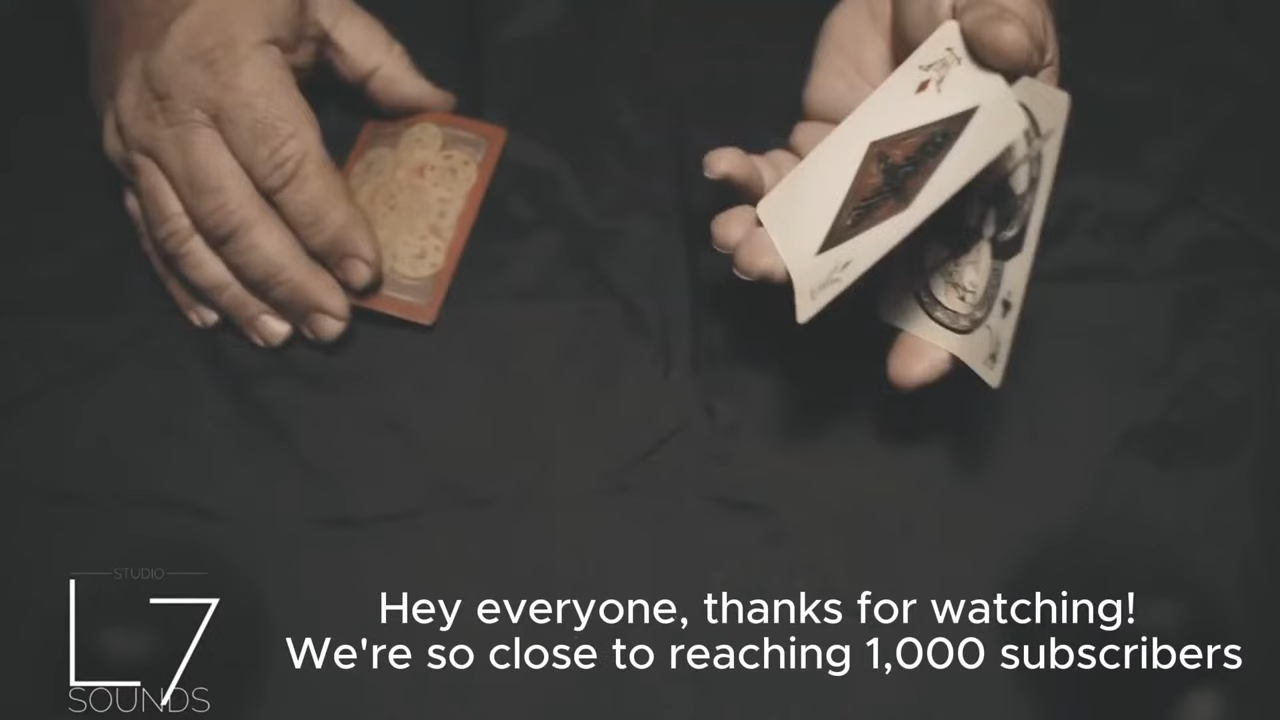 STUDIO
L7
SOUNDS
Hey everyone, thanks for watching!
We're so close to reaching 1,000 subscribers